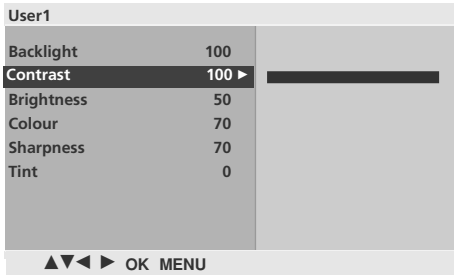 User1
Backlight 100
Contrast 100 ►
Brightness 50
Colour 70
Sharpness 70
Tint 0
▲▼◄ ► OK MENU